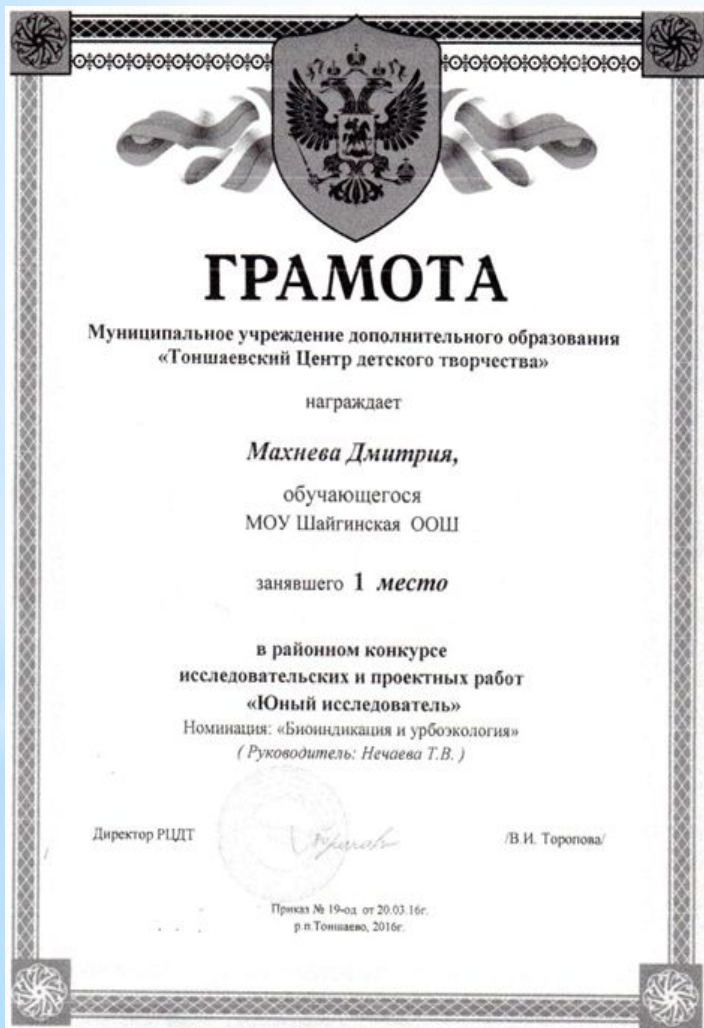 ГРАМОТА
Муниципальное учреждение дополнительного образования
«Тоншаевский Центр детского творчества»
награждает
Махнева Дмитрия,
обучающегося
МОУ Шайгинская ООШ
занявшего 1 место
в районном конкурсе
исследовательских и проектных работ
«Юный исследователь»
Номинация: «Биоиндикация и урбоэкология»
( Руководитель: Нечаева Т.В. )
Директор РЦДТ /В.И. Торопова/
Приказ № 19-од от 20.03.16г.
р.п.Тоншаево, 2016г.